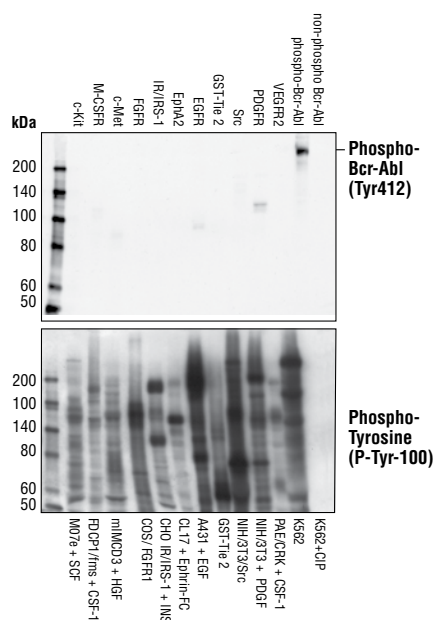 c-Kit
M-CSFR
c-Met
FGFR
IR/IRS-1
EphA2
EGFR
GST-Tie 2
Src
PDGFR
VEGFR2
phospho-Bcr-Abl
non-phospho Bcr-Abl
kDa
200
140
100
80
60
50
Phospho-
Bcr-Abl
(Tyr412)
200
100
140
80
60
50
Phospho-
Tyrosine
(P-Tyr-100)
M07e + SCF
FDCP1/fms + CSF-1
mIMCD3 + HGF
COS/ FGFR1
CHO IR/IRS-1 + INS
CL17 + Ephrin-FC
A431 + EGF
GST-Tie 2
NIH/3T3/Src
NIH/3T3 + PDGF
PAE/CRK + CSF-1
K562
K562+CIP